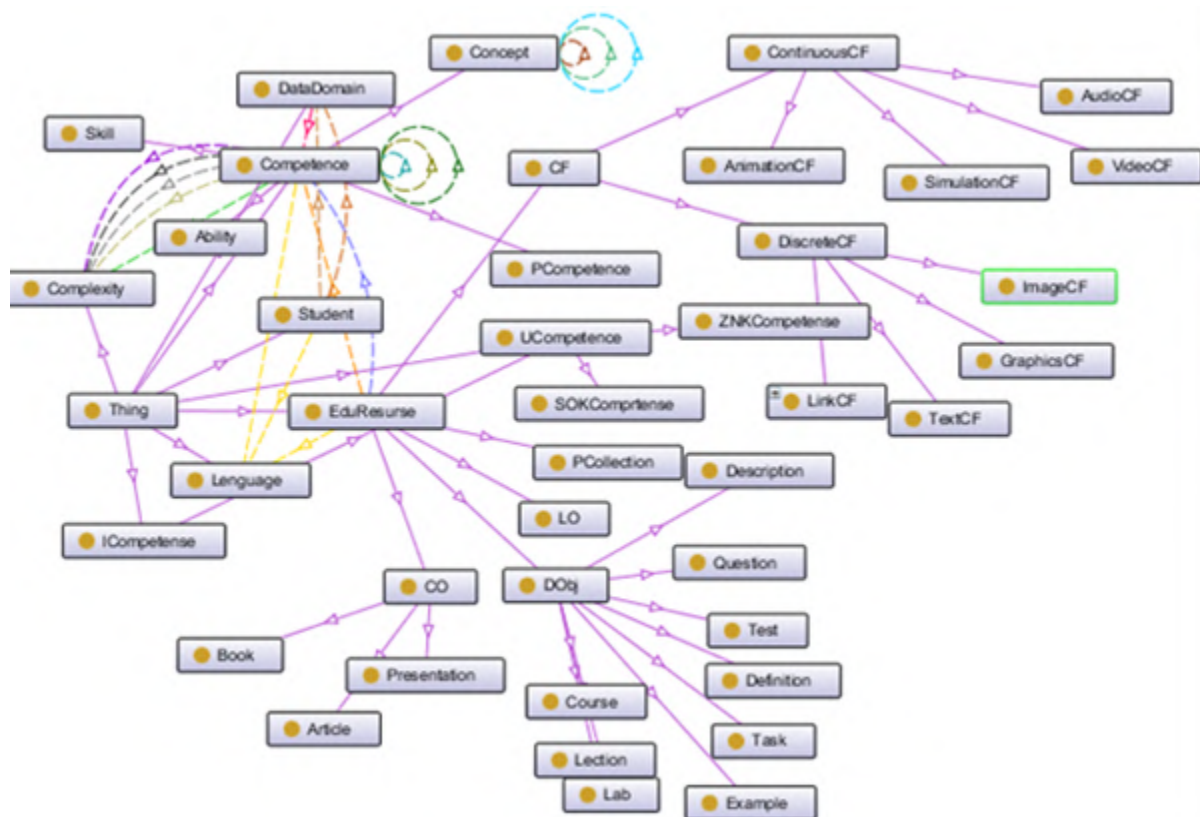 Concept
ContinuousCF
DataDomain
AudioCF
Skill
Competence
CF
AnimationCF
VideoCF
SimulationCF
Ability
DiscreteCF
PCompetence
Complexity
ImageCF
Student
ZNKCompetense
UCompetence
GraphicsCF
Thing
EduResurse
SOKComprtense
LinkCF
TextCF
PCollection
Description
Lenguage
LO
ICompetense
Question
CO
DObj
Test
Book
Presentation
Definition
Course
Article
Task
Lection
Lab
Example